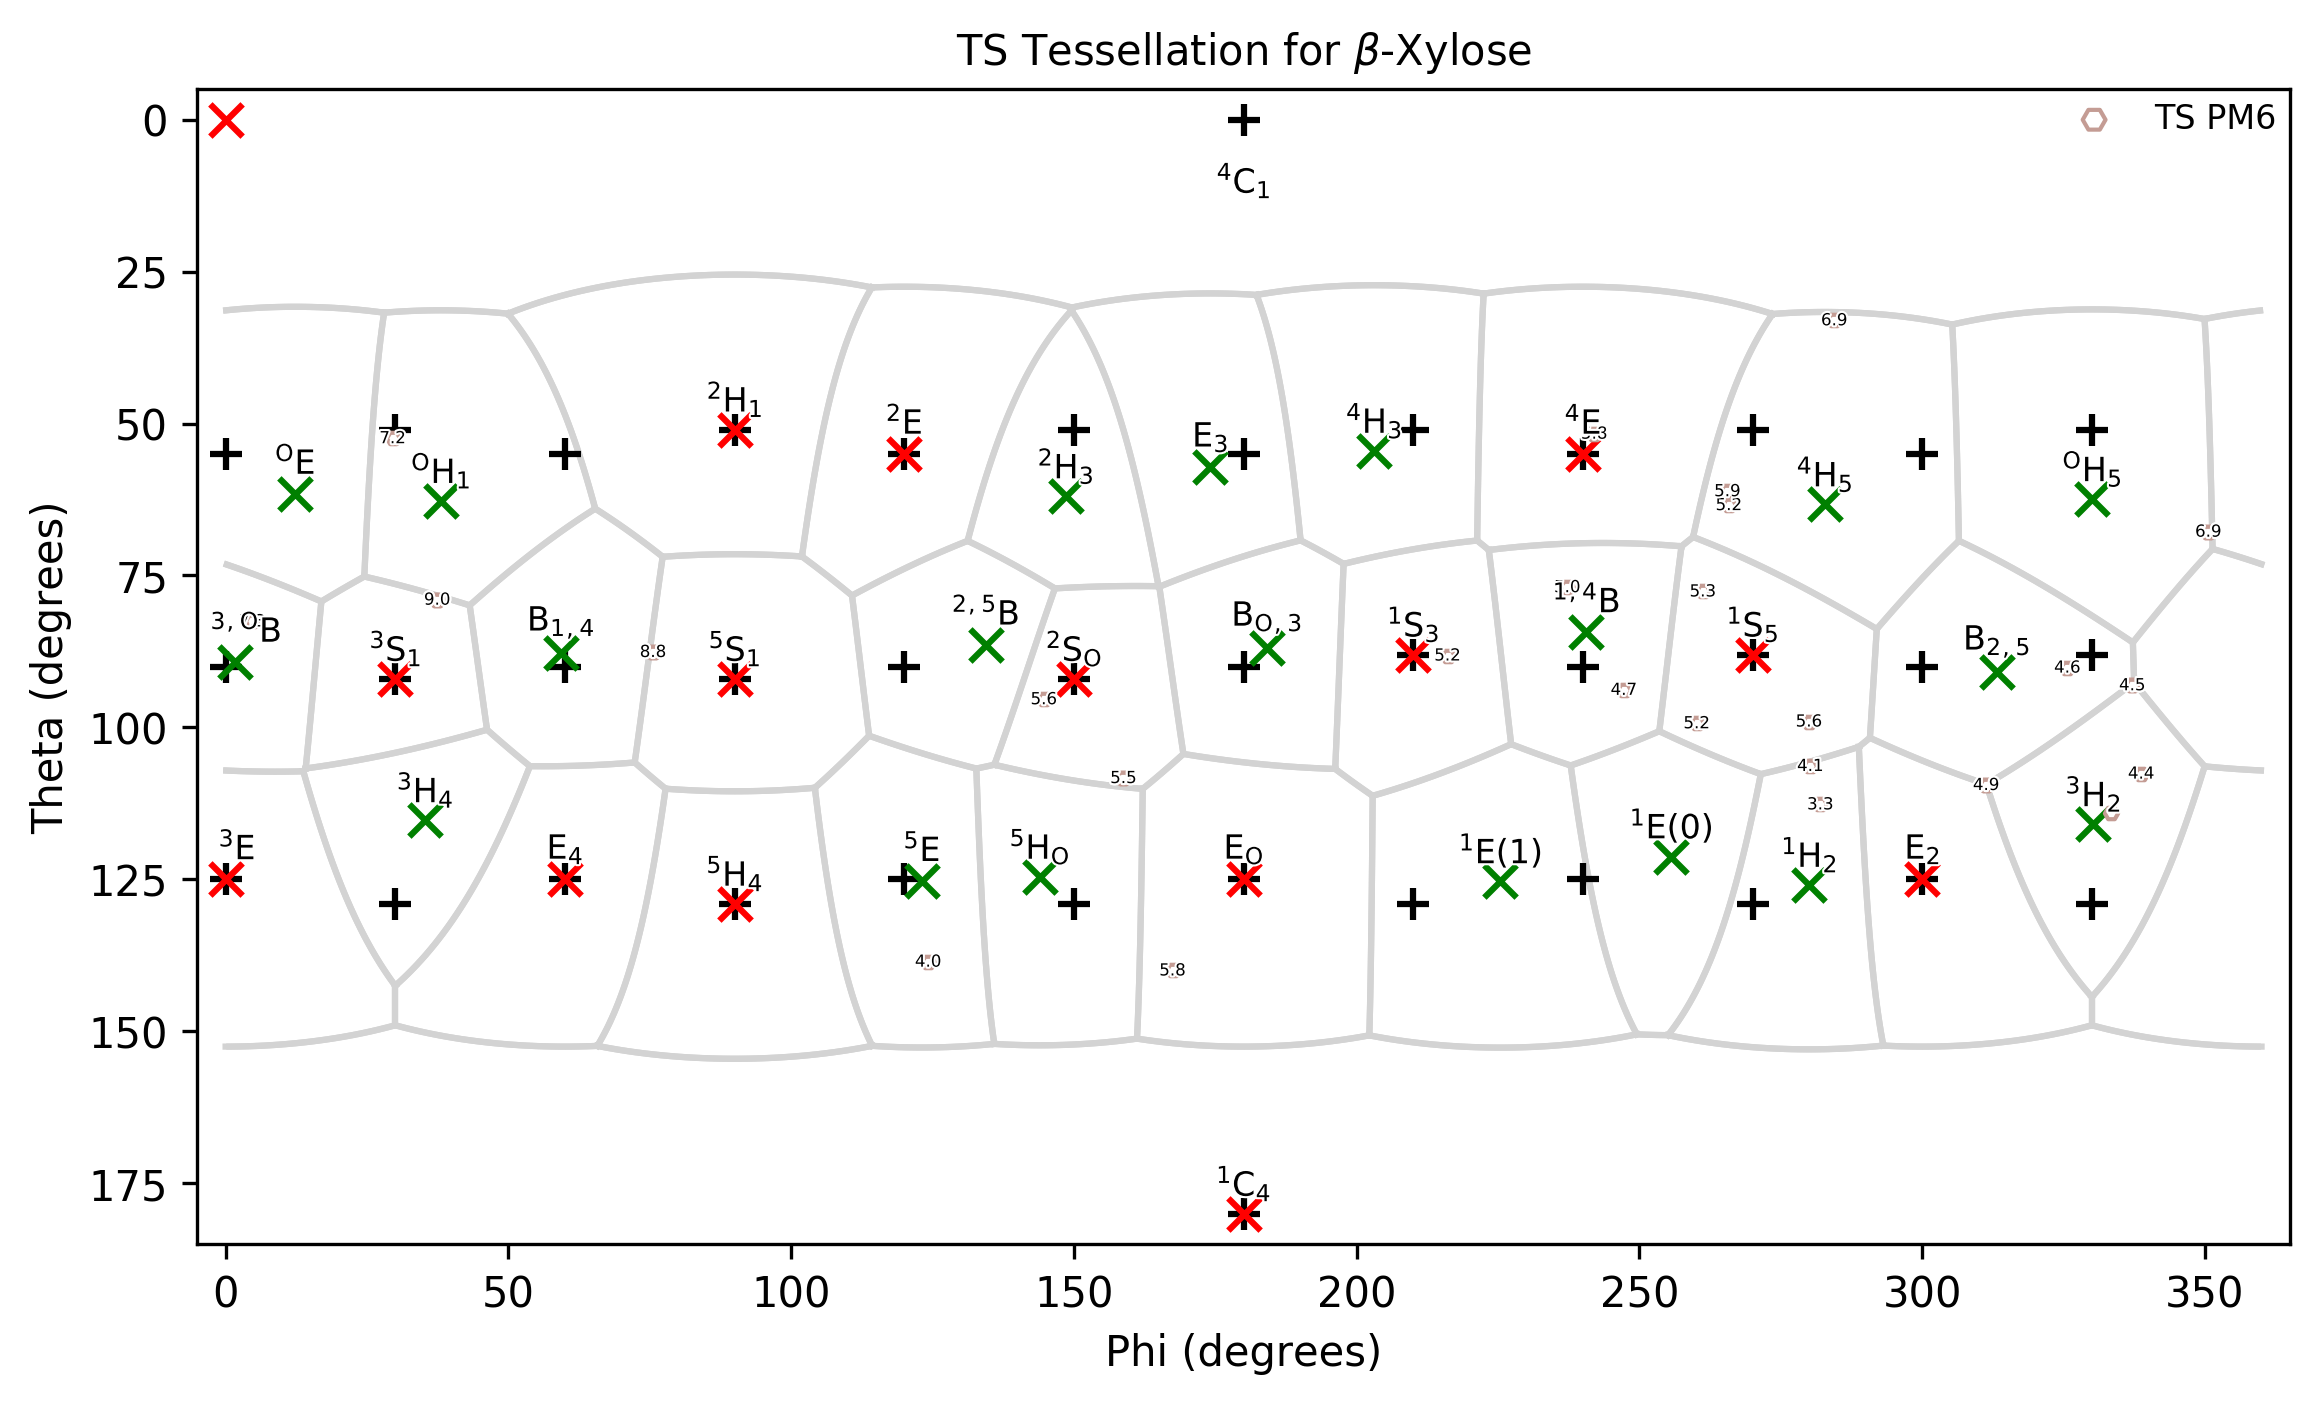 TS Tessellation for β-Xylose
TS PM6
⁴C₁
6.9
²H₁
²E
E₃
⁴H₃
⁴E
7.2
ᴼE
ᴼH₁
²H₃
⁴H₅
ᴼH₅
5.9
5.2
6.9
9.0
5.3
B
³S₁
B₁,₄
8.8
⁵S₁
²,⁵B
²Sₒ
Bₒ,₃
¹S₃
5.2
¹,⁴B
¹S₅
B₂,₅
4.6
4.5
5.6
4.7
5.2
5.6
³H₄
5.5
4.1
4.9
³H₂
4.4
3.3
³E
E₄
⁵H₄
⁵E
⁵Hₒ
Eₒ
¹E(1)
¹E(0)
¹H₂
E₂
4.0
5.8
¹C₄
0
25
50
75
100
125
150
175
Theta (degrees)
0 50 100 150 200 250 300 350
Phi (degrees)